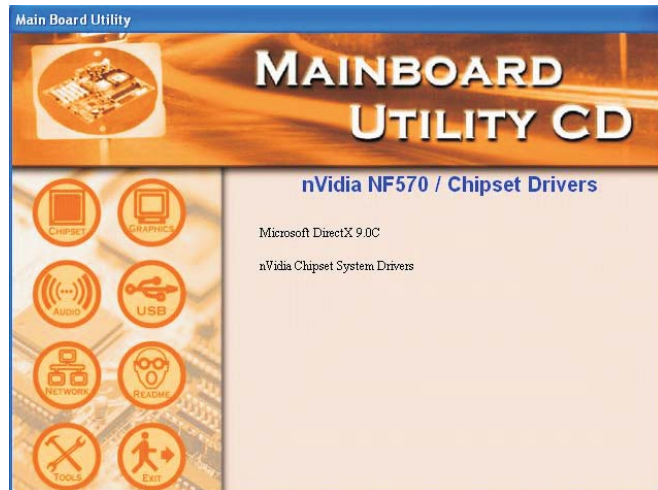 Main Board Utility
MAINBOARD
UTILITY CD
nVidia NF570 / Chipset Drivers
Microsoft DirectX 9.0C
nVidia Chipset System Drivers
CHIPSET
GRAPHICS
AUDIO
USB
NETWORK
README
TOOLS
EXIT